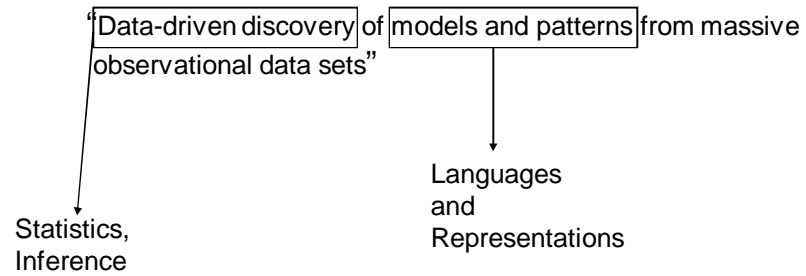 “Data-driven discovery of models and patterns from massive
observational data sets”
Languages
and
Representations
Statistics,
Inference